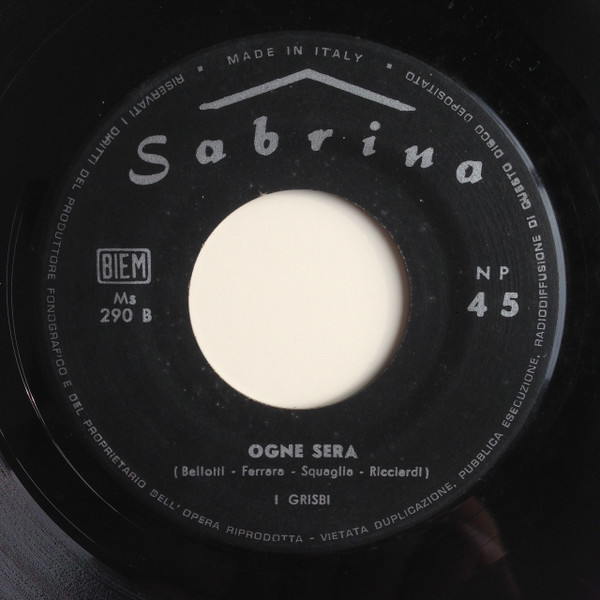 MADE IN ITALY
Sabrina
BIEM
Ms
290 B
NP
45
OGNE SERA
(Bellotti - Ferrara - Squaglia - Ricciardi)
I GRISBI
RISERVATI I DIRITTI DEL PRODUTTORE FONOGRAFICO E DEL PROPRIETARIO DELL'OPERA RIPRODOTTA - VIETATA DUPLICAZIONE, PUBBLICA ESECUZIONE, RADIODIFFUSIONE DI QUESTO DISCO DEPOSITATO